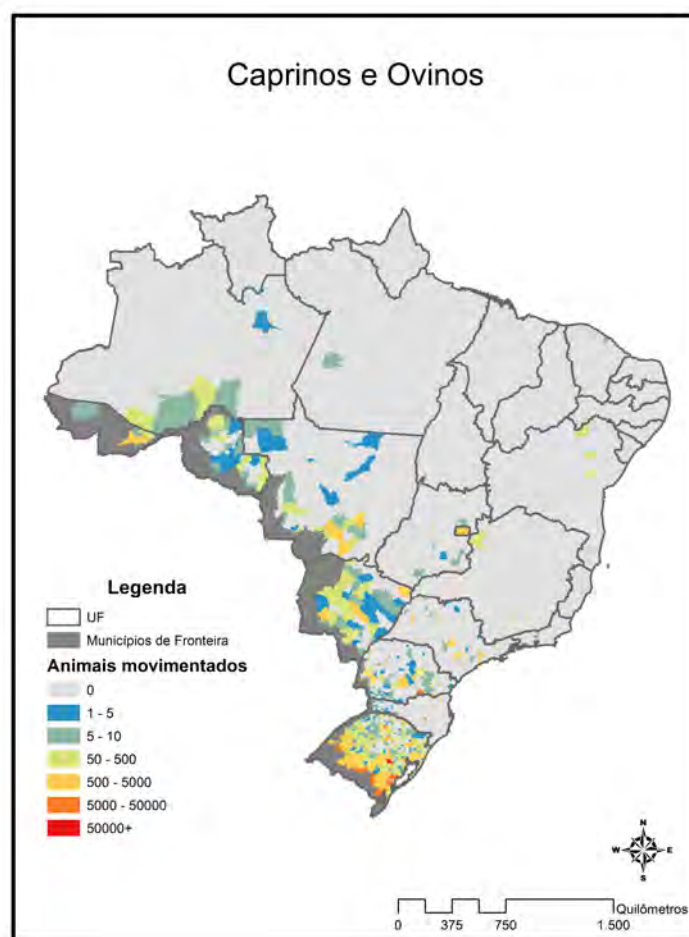 Caprinos e Ovinos
Legenda
UF
Municípios de Fronteira
Animais movimentados
0
1 - 5
5 - 10
50 - 500
500 - 5000
5000 - 50000
50000+
N
W E
S
Quilômetros
0 375 750 1.500